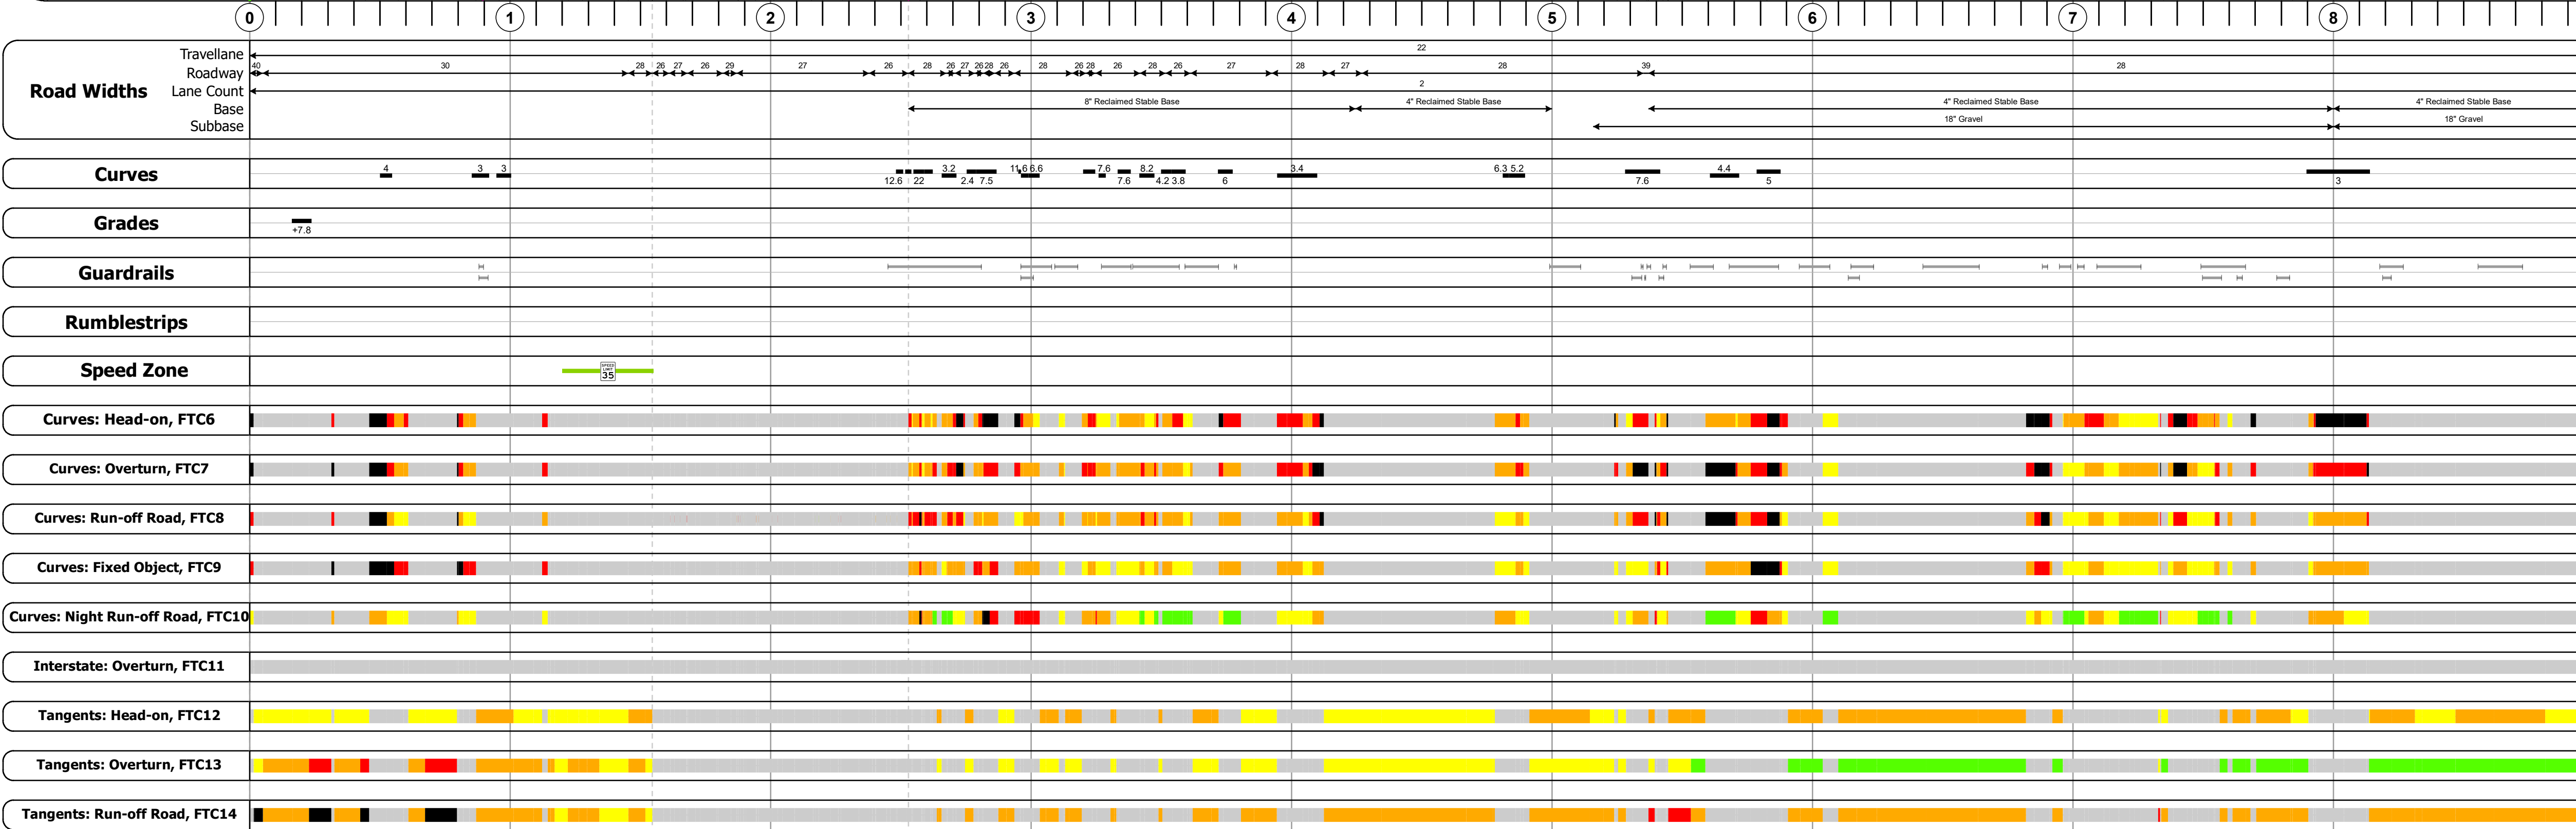 0 1 2 3 4 5 6 7 8
Travellane 22
Roadway 40 30 28 26 27 26 29 27 26 28 26 27 26 28 26 28 26 28 26 28 26 27 28 27 28 39 28
Road Widths
Lane Count 2
Base 8" Reclaimed Stable Base 4" Reclaimed Stable Base 4" Reclaimed Stable Base 4" Reclaimed Stable Base
Subbase 18" Gravel 18" Gravel
4 3 3 3.2 11.6 6.6 7.6 8.2 3.4 6.3 5.2 4.4
Curves
12.6 22 2.4 7.5 7.6 4.2 3.8 6 7.6 5 3
Grades
+7.8
Guardrails
Rumblestrips
Speed Zone SPEED LIMIT 35
Curves: Head-on, FTC6
Curves: Overturn, FTC7
Curves: Run-off Road, FTC8
Curves: Fixed Object, FTC9
Curves: Night Run-off Road, FTC10
Interstate: Overturn, FTC11
Tangents: Head-on, FTC12
Tangents: Overturn, FTC13
Tangents: Run-off Road, FTC14